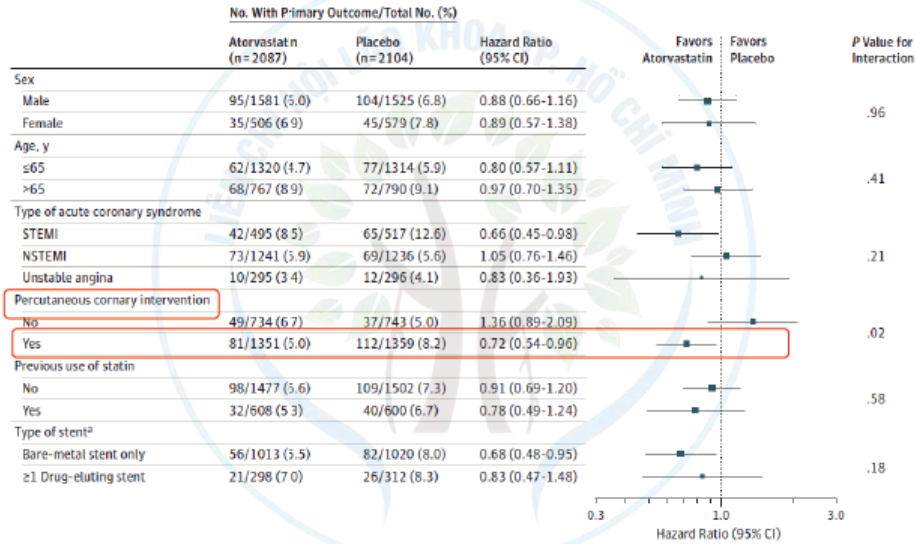 No. With Primary Outcome/Total No. (%)
Atorvastatin (n=2087) Placebo (n=2104) Hazard Ratio (95% CI) Favors Atorvastatin Favors Placebo P Value for Interaction
Sex
Male 95/1581 (6.0) 104/1525 (6.8) 0.88 (0.66-1.16) .96
Female 35/506 (6.9) 45/579 (7.8) 0.89 (0.57-1.38)
Age, y
≤65 62/1320 (4.7) 77/1314 (5.9) 0.80 (0.57-1.11) .41
>65 68/767 (8.9) 72/790 (9.1) 0.97 (0.70-1.35)
Type of acute coronary syndrome
STEMI 42/495 (8.5) 65/517 (12.6) 0.66 (0.45-0.98)
NSTEMI 73/1241 (5.9) 69/1236 (5.6) 1.05 (0.76-1.46) .21
Unstable angina 10/295 (3.4) 12/296 (4.1) 0.83 (0.36-1.93)
Percutaneous cornary intervention
No 49/734 (6.7) 37/743 (5.0) 1.36 (0.89-2.09) .02
Yes 81/1351 (6.0) 112/1359 (8.2) 0.72 (0.54-0.96)
Previous use of statin
No 98/1477 (6.6) 109/1502 (7.3) 0.91 (0.69-1.20) .58
Yes 32/608 (5.3) 40/600 (6.7) 0.78 (0.49-1.24)
Type of stentª
Bare-metal stent only 56/1013 (5.5) 82/1020 (8.0) 0.68 (0.48-0.95) .18
≥1 Drug-eluting stent 21/298 (7.0) 26/312 (8.3) 0.83 (0.47-1.48)
0.3 1.0 3.0
Hazard Ratio (95% CI)
LIÊN CHI HỘI LÃO KHOA TP. HỒ CHÍ MINH